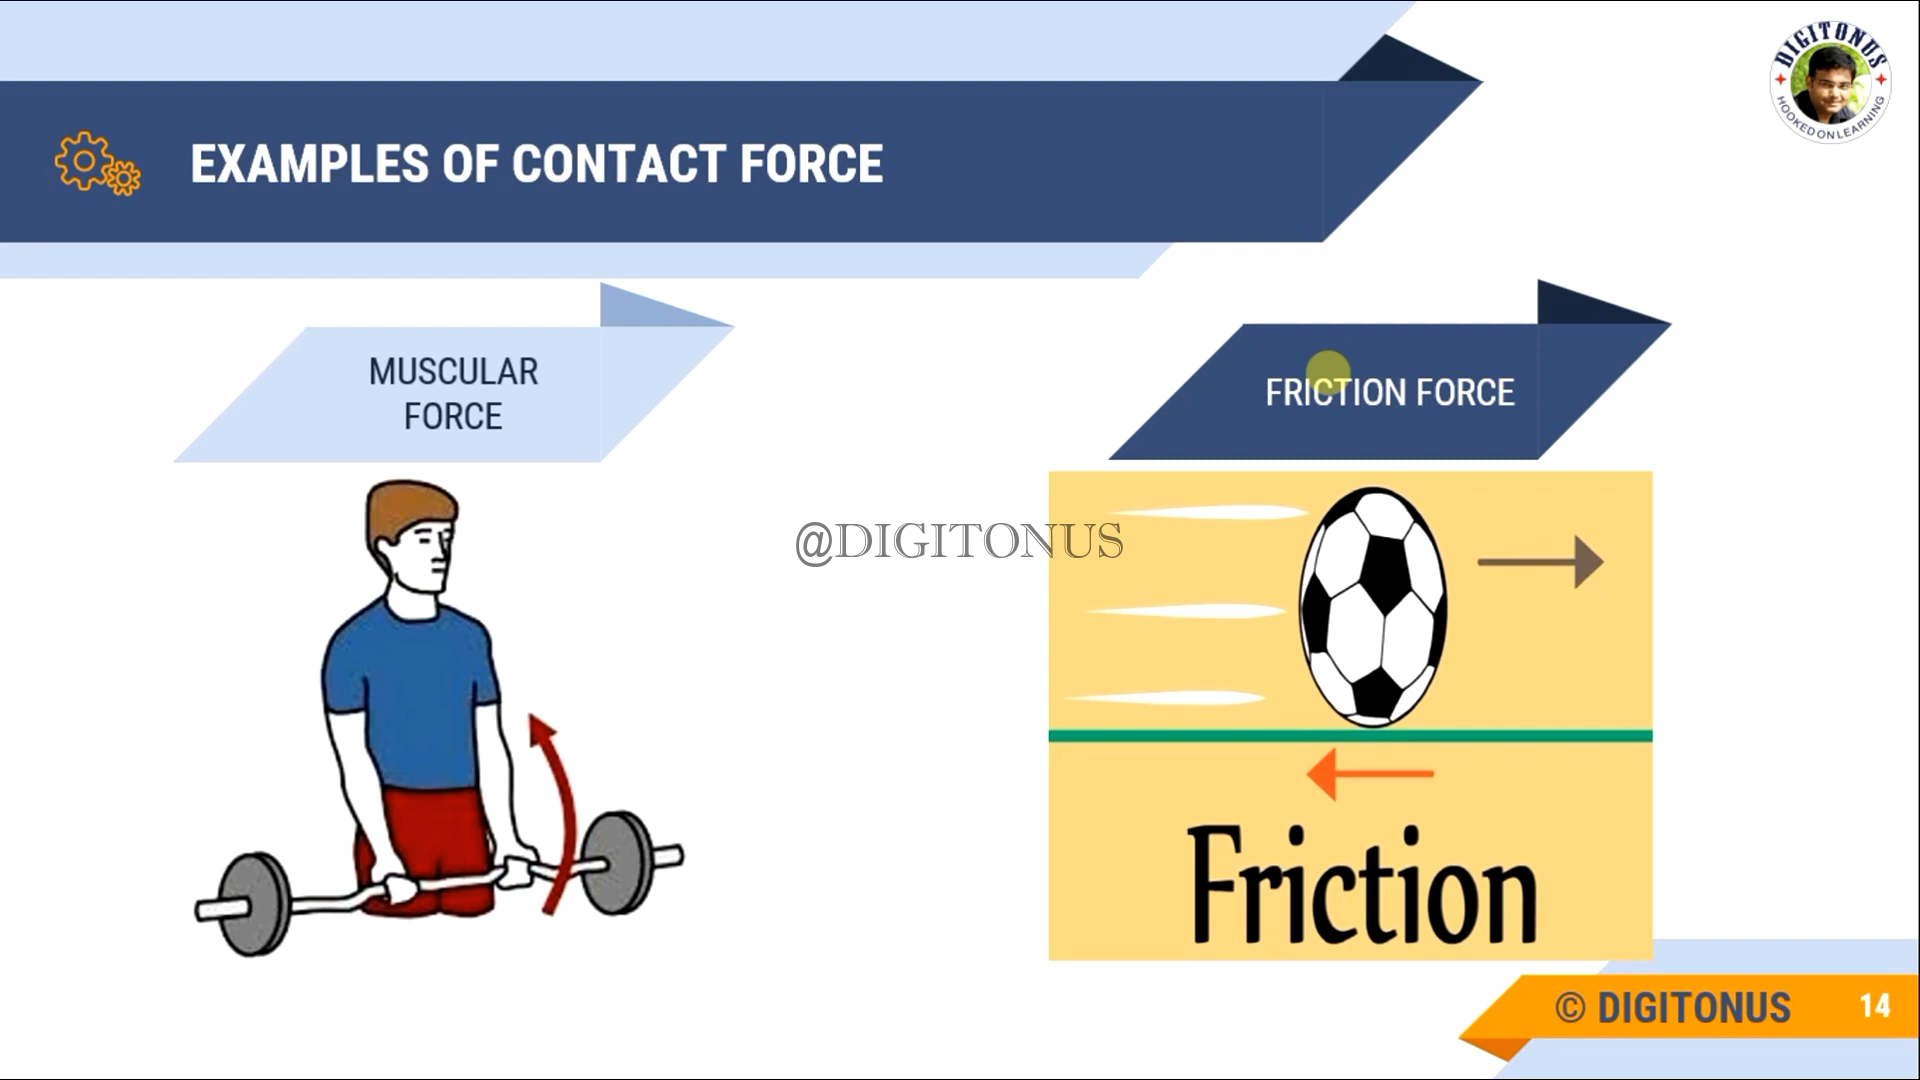 DIGITONUS
HOOKED ON LEARNING
EXAMPLES OF CONTACT FORCE
MUSCULAR
FORCE
FRICTION FORCE
@DIGITONUS
Friction
© DIGITONUS
14